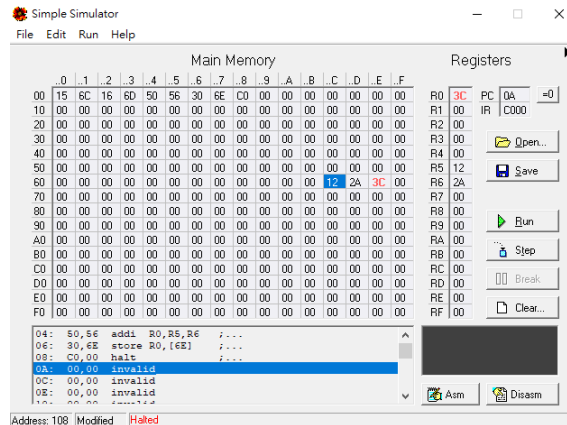 Simple Simulator
File Edit Run Help
Main Memory
Registers
..0 ..1 ..2 ..3 ..4 ..5 ..6 ..7 ..8 ..9 ..A ..B ..C ..D ..E ..F
00 15 6C 16 6D 50 56 30 6E C0 00 00 00 00 00 00 00 R0 3C PC 0A =0
10 00 00 00 00 00 00 00 00 00 00 00 00 00 00 00 00 R1 00 IR C000
20 00 00 00 00 00 00 00 00 00 00 00 00 00 00 00 00 R2 00
30 00 00 00 00 00 00 00 00 00 00 00 00 00 00 00 00 R3 00 Open...
40 00 00 00 00 00 00 00 00 00 00 00 00 00 00 00 00 R4 00
50 00 00 00 00 00 00 00 00 00 00 00 00 00 00 00 00 R5 12 Save
60 00 00 00 00 00 00 00 00 00 00 00 00 12 2A 3C 00 R6 2A
70 00 00 00 00 00 00 00 00 00 00 00 00 00 00 00 00 R7 00
80 00 00 00 00 00 00 00 00 00 00 00 00 00 00 00 00 R8 00
90 00 00 00 00 00 00 00 00 00 00 00 00 00 00 00 00 R9 00 Run
A0 00 00 00 00 00 00 00 00 00 00 00 00 00 00 00 00 RA 00
B0 00 00 00 00 00 00 00 00 00 00 00 00 00 00 00 00 RB 00 Step
C0 00 00 00 00 00 00 00 00 00 00 00 00 00 00 00 00 RC 00
D0 00 00 00 00 00 00 00 00 00 00 00 00 00 00 00 00 RD 00 Break
E0 00 00 00 00 00 00 00 00 00 00 00 00 00 00 00 00 RE 00
F0 00 00 00 00 00 00 00 00 00 00 00 00 00 00 00 00 RF 00 Clear...
04: 50,56 addi R0,R5,R6 ;...
06: 30,6E store R0,[6E] ;...
08: C0,00 halt
0A: 00,00 invalid
0C: 00,00 invalid
0E: 00,00 invalid
Asm Disasm
Address: 108 Modified Halted